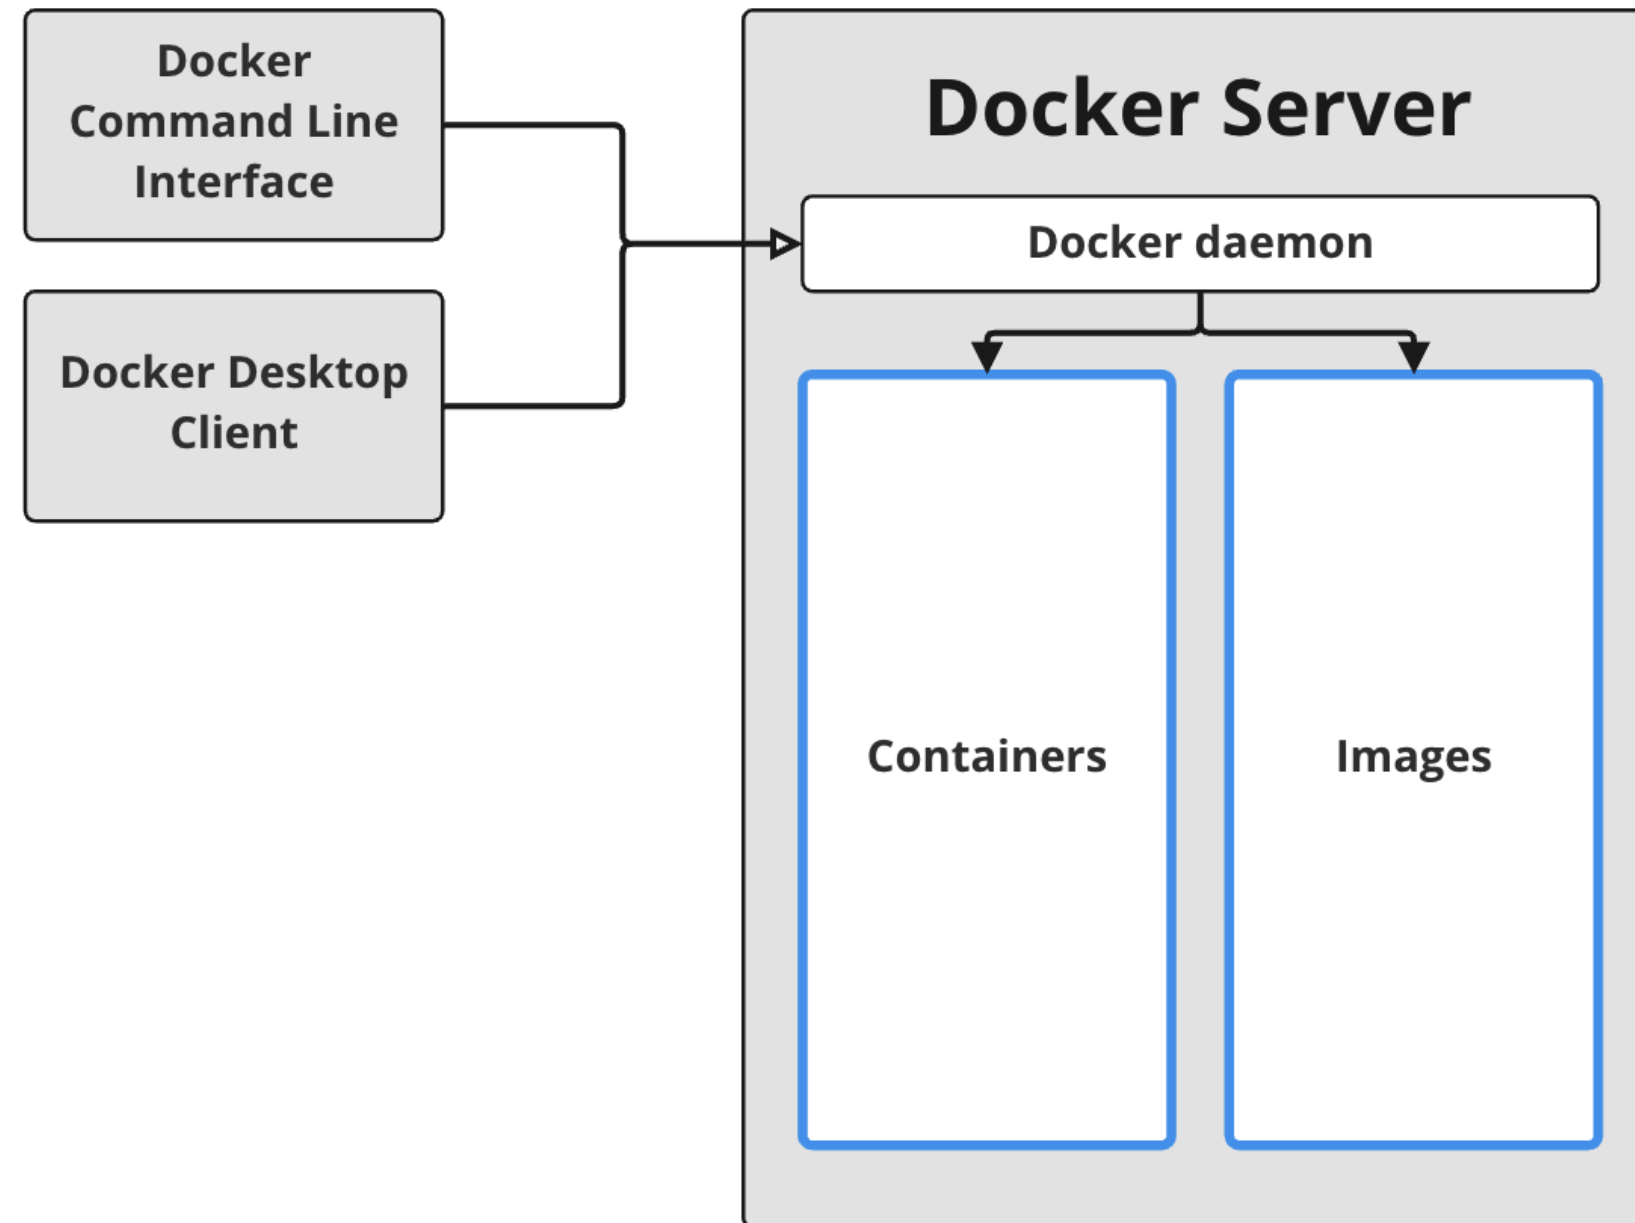 Docker
Command Line
Interface
Docker Desktop
Client
Docker Server
Docker daemon
Containers
Images